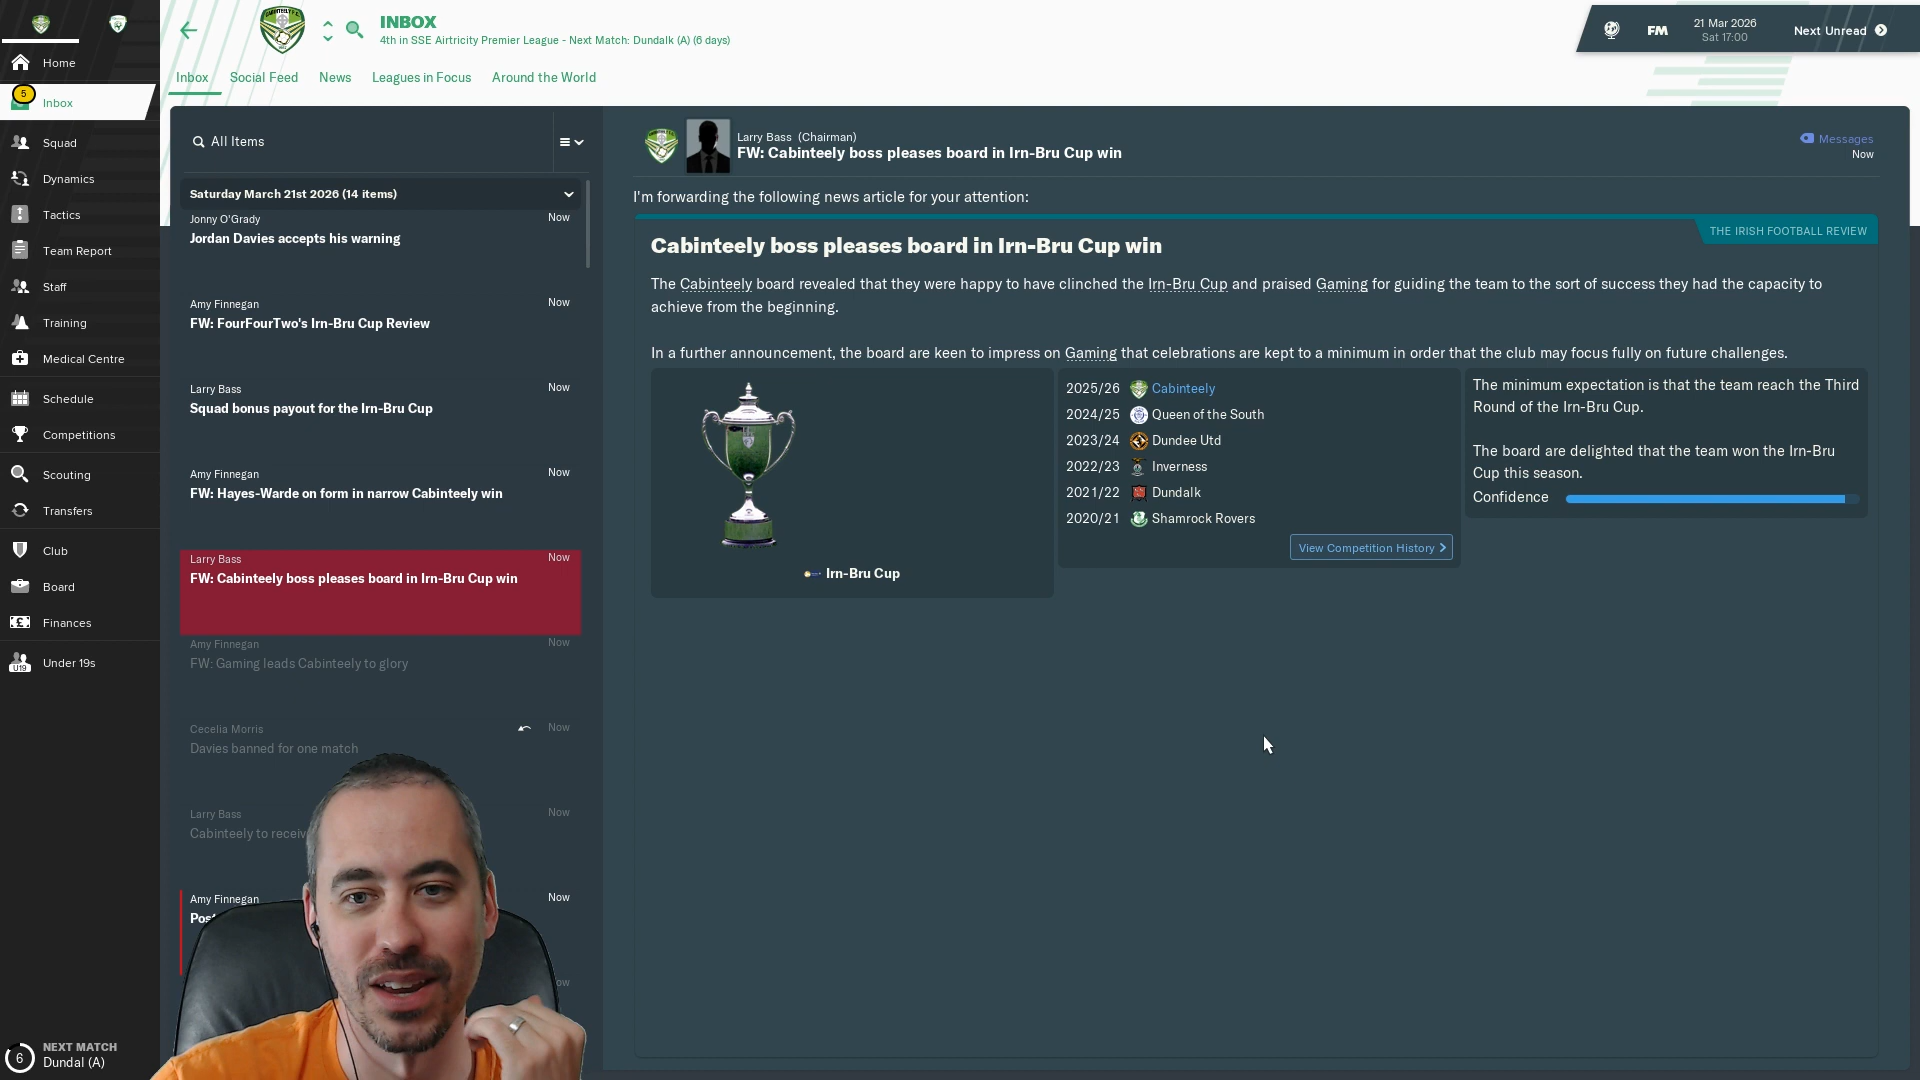 INBOX
4th in SSE Airtricity Premier League - Next Match: Dundalk (A) (6 days)
FM
21 Mar 2026
Sat 17:00
Next Unread
Inbox
Social Feed
News
Leagues in Focus
Around the World
Home
5
Inbox
Squad
Dynamics
Tactics
Team Report
Staff
Training
Medical Centre
Schedule
Competitions
Scouting
Transfers
Club
Board
Finances
U19
Under 19s
6
NEXT MATCH
Dundal (A)
All Items
Saturday March 21st 2026 (14 items)
Jonny O'Grady
Now
Jordan Davies accepts his warning
Amy Finnegan
Now
FW: FourFourTwo's Irn-Bru Cup Review
Larry Bass
Now
Squad bonus payout for the Irn-Bru Cup
Amy Finnegan
Now
FW: Hayes-Warde on form in narrow Cabinteely win
Larry Bass
Now
FW: Cabinteely boss pleases board in Irn-Bru Cup win
Amy Finnegan
Now
FW: Gaming leads Cabinteely to glory
Cecelia Morris
Now
Davies banned for one match
Larry Bass
Now
Cabinteely to
Amy Finnegan
Now
Larry Bass (Chairman)
FW: Cabinteely boss pleases board in Irn-Bru Cup win
Messages
Now
I'm forwarding the following news article for your attention:
THE IRISH FOOTBALL REVIEW
Cabinteely boss pleases board in Irn-Bru Cup win
The Cabinteely board revealed that they were happy to have clinched the Irn-Bru Cup and praised Gaming for guiding the team to the sort of success they had the capacity to
achieve from the beginning.
In a further announcement, the board are keen to impress on Gaming that celebrations are kept to a minimum in order that the club may focus fully on future challenges.
Irn-Bru Cup
2025/26 Cabinteely
2024/25 Queen of the South
2023/24 Dundee Utd
2022/23 Inverness
2021/22 Dundalk
2020/21 Shamrock Rovers
View Competition History
The minimum expectation is that the team reach the Third
Round of the Irn-Bru Cup.
The board are delighted that the team won the Irn-Bru
Cup this season.
Confidence